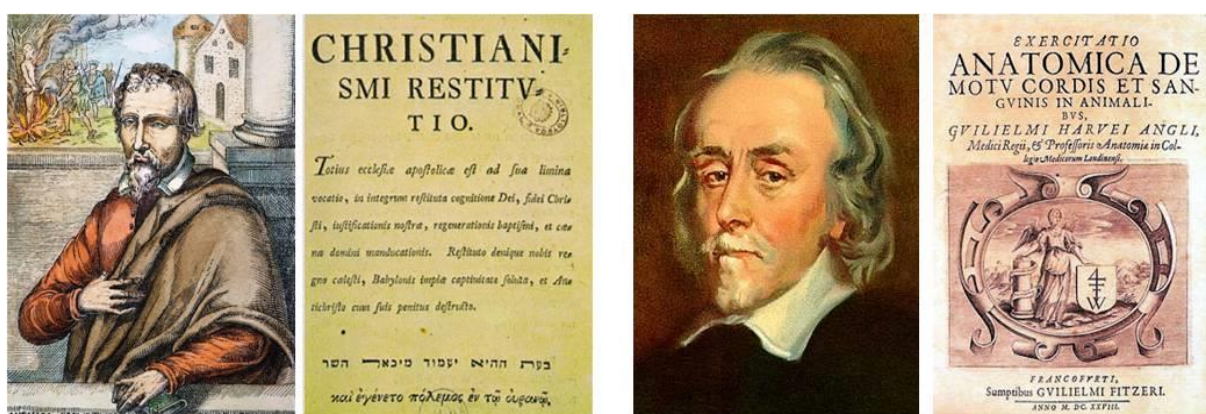 CHRISTIANI-
SMI RESTITV-
TIO.
Totius ecclesiæ apostolicæ est ad sua limina
vocatio, in integrum restituta cognitione Dei, fidei Chri-
sti, iustificationis nostræ, regenerationis baptismi, et cœ-
næ domini manducationis. Restituto denique nobis re-
gno cœlesti, Babylonis impiæ captivitate soluta, et An-
tichristo cum suis penitus destructo.
בעת ההיא יעמוד מיכאל השר
καὶ ἐγένετο πόλεμος ἐν τῷ οὐρανῷ.
EXERCITATIO
ANATOMICA DE
MOTV CORDIS ET SAN-
GVINIS IN ANIMALI-
BVS,
GVILIELMI HARVEI ANGLI,
Medici Regii, & Professoris Anatomiæ in Col-
legio Medicorum Londinensi.
FRANCOFVRTI,
Sumptibus GVILIELMI FITZERI.
ANNO M. DC. XXVIII.